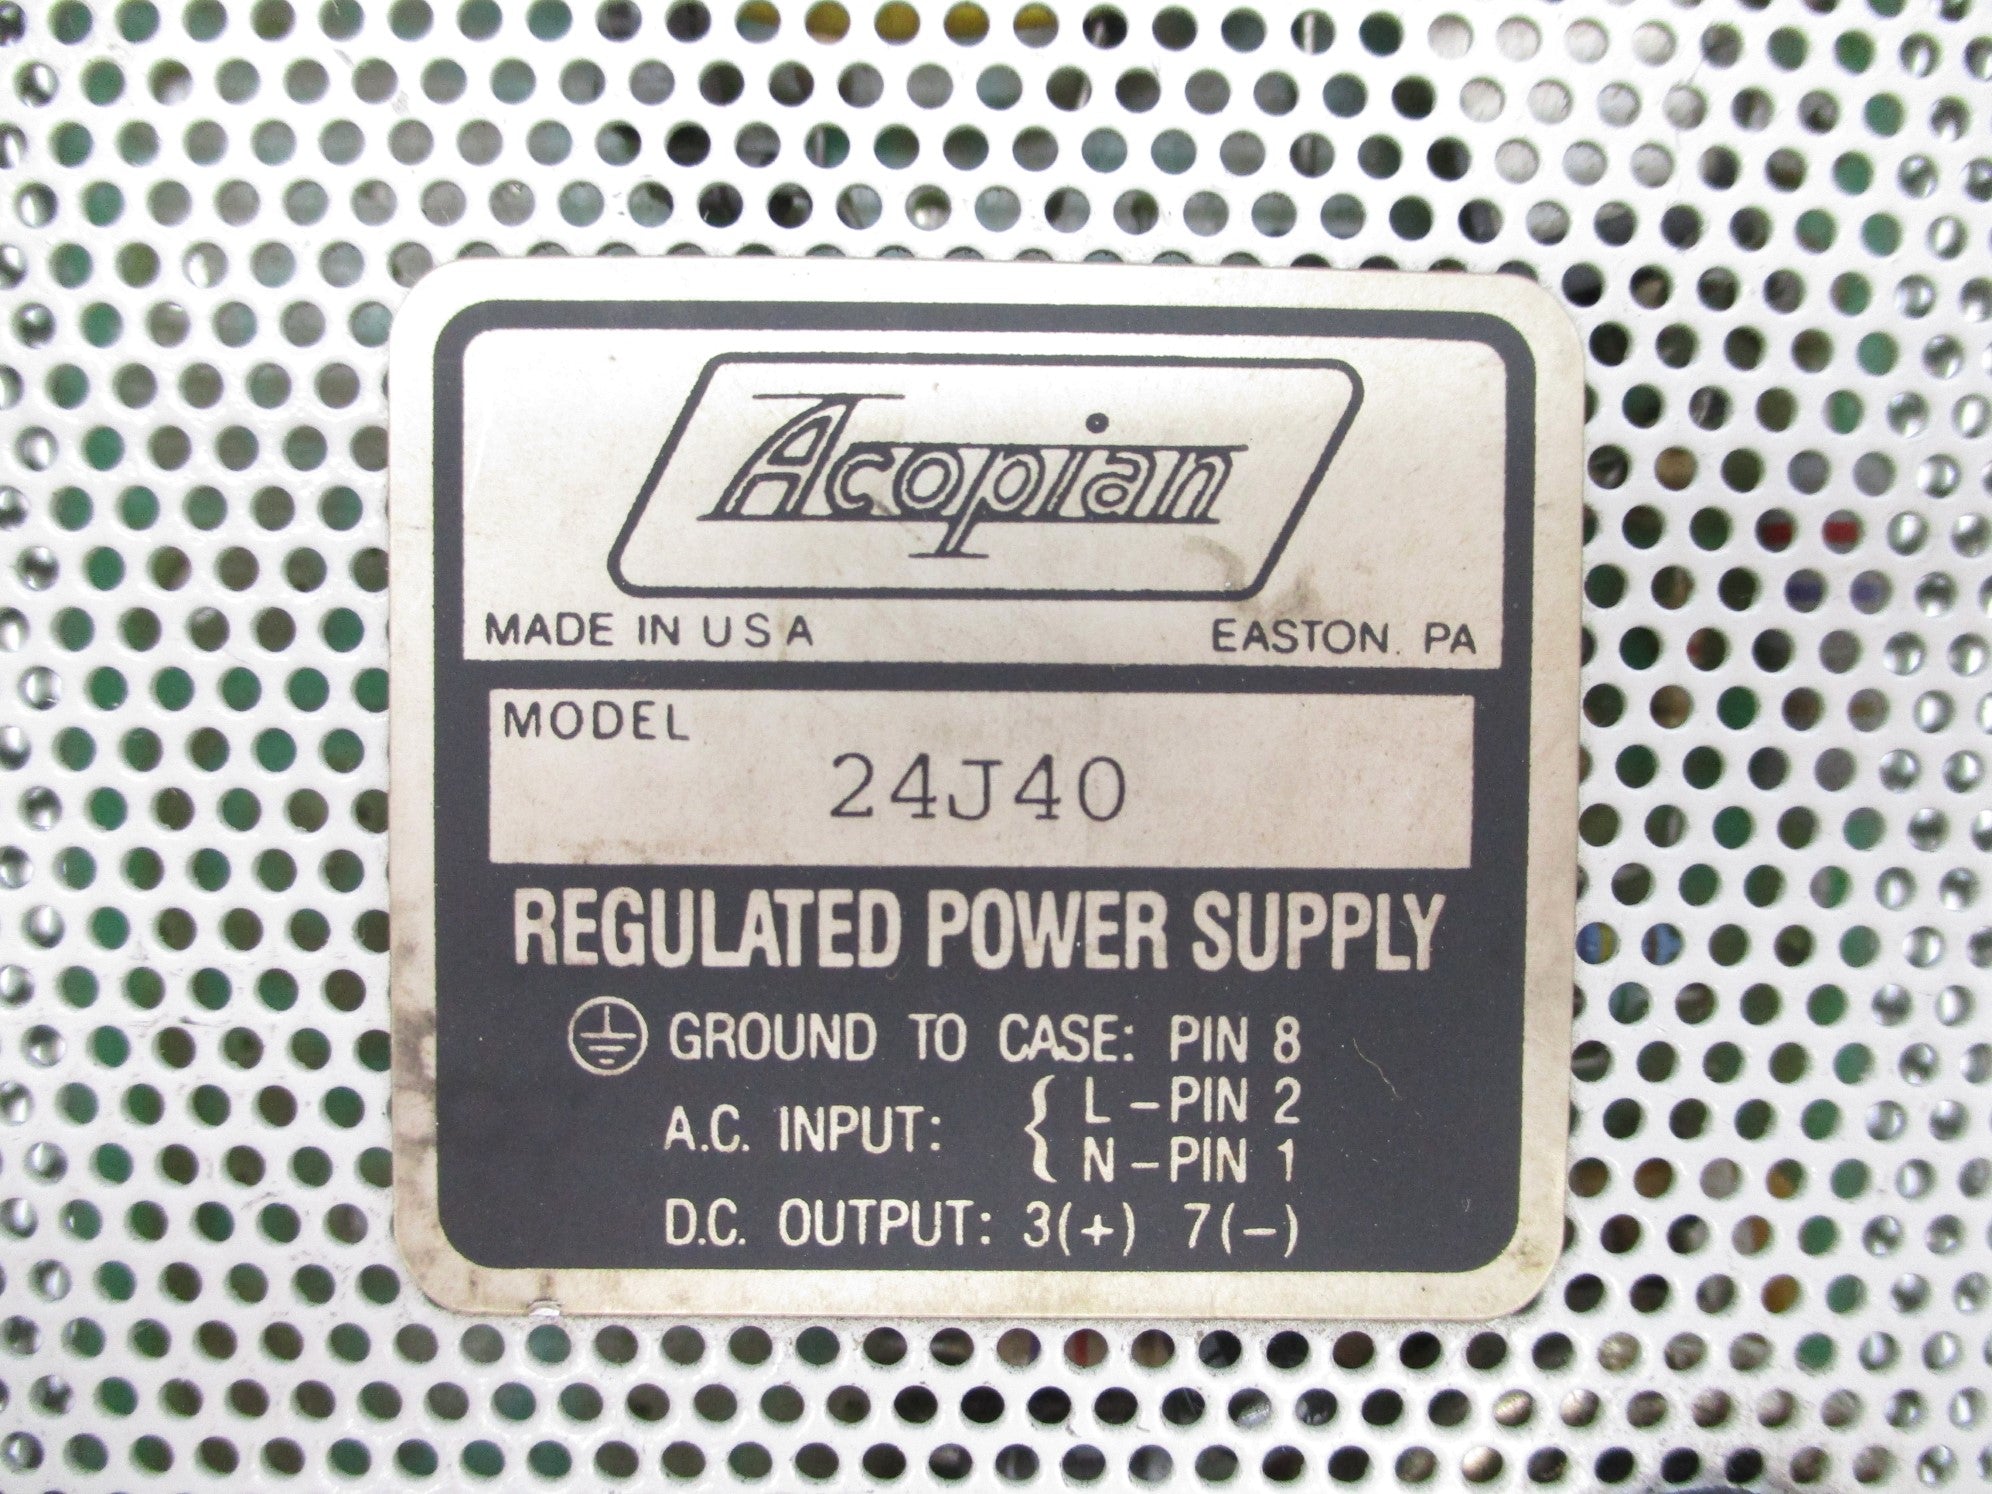 Acopian
MADE IN USA EASTON, PA
MODEL
24J40
REGULATED POWER SUPPLY
GROUND TO CASE: PIN 8
A.C. INPUT: { L - PIN 2
N - PIN 1
D.C. OUTPUT: 3(+) 7(-)